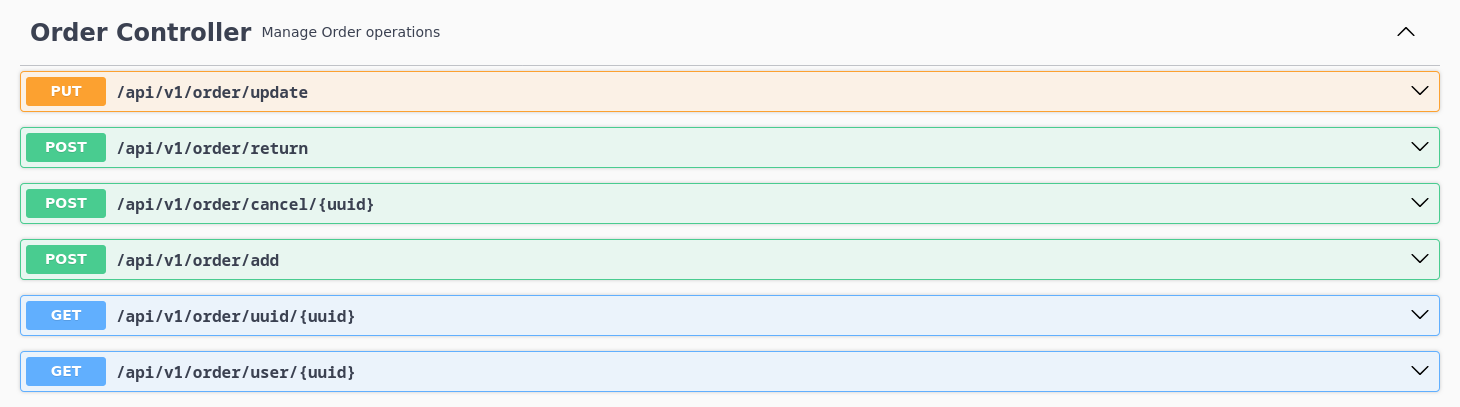 Order Controller Manage Order operations
PUT /api/v1/order/update
POST /api/v1/order/return
POST /api/v1/order/cancel/{uuid}
POST /api/v1/order/add
GET /api/v1/order/uuid/{uuid}
GET /api/v1/order/user/{uuid}